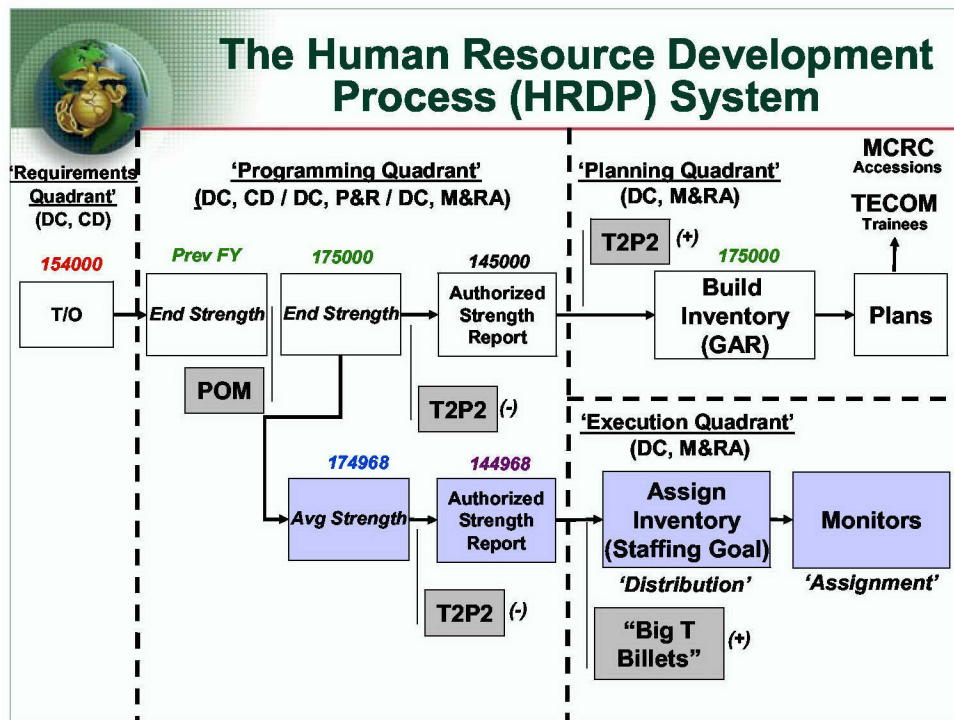 The Human Resource Development
Process (HRDP) System
'Requirements
Quadrant'
(DC, CD)
154000
T/O
'Programming Quadrant'
(DC, CD / DC, P&R / DC, M&RA)
Prev FY
End Strength
POM
175000
End Strength
T2P2 (-)
145000
Authorized
Strength
Report
174968
Avg Strength
T2P2 (-)
144968
Authorized
Strength
Report
'Planning Quadrant'
(DC, M&RA)
T2P2 (+)
175000
Build
Inventory
(GAR)
Plans
MCRC
Accessions
TECOM
Trainees
'Execution Quadrant'
(DC, M&RA)
Assign
Inventory
(Staffing Goal)
'Distribution'
"Big T
Billets" (+)
Monitors
'Assignment'